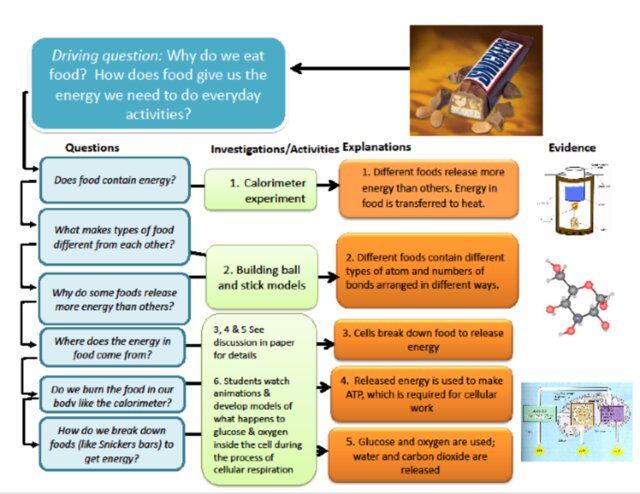 Driving question: Why do we eat
food? How does food give us the
energy we need to do everyday
activities?
SNICKERS
Questions
Investigations/Activities
Explanations
Evidence
Does food contain energy?
1. Calorimeter
experiment
1. Different foods release more
energy than others. Energy in
food is transferred to heat.
What makes types of food
different from each other?
2. Building ball
and stick models
2. Different foods contain different
types of atom and numbers of
bonds arranged in different ways.
Why do some foods release
more energy than others?
Where does the energy in
food come from?
3, 4 & 5 See
discussion in paper
for details
3. Cells break down food to release
energy
Do we burn the food in our
body like the calorimeter?
6. Students watch
animations &
develop models of
what happens to
glucose & oxygen
inside the cell during
the process of
cellular respiration
4. Released energy is used to make
ATP, which is required for cellular
work
How do we break down
foods (like Snickers bars) to
get energy?
5. Glucose and oxygen are used;
water and carbon dioxide are
released